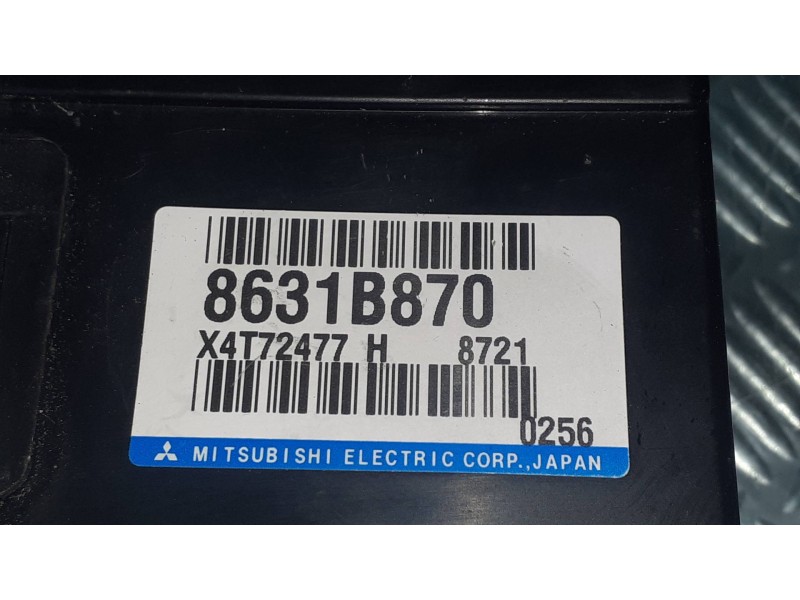 8631B870
X4T72477 H 8721
0256
MITSUBISHI ELECTRIC CORP., JAPAN